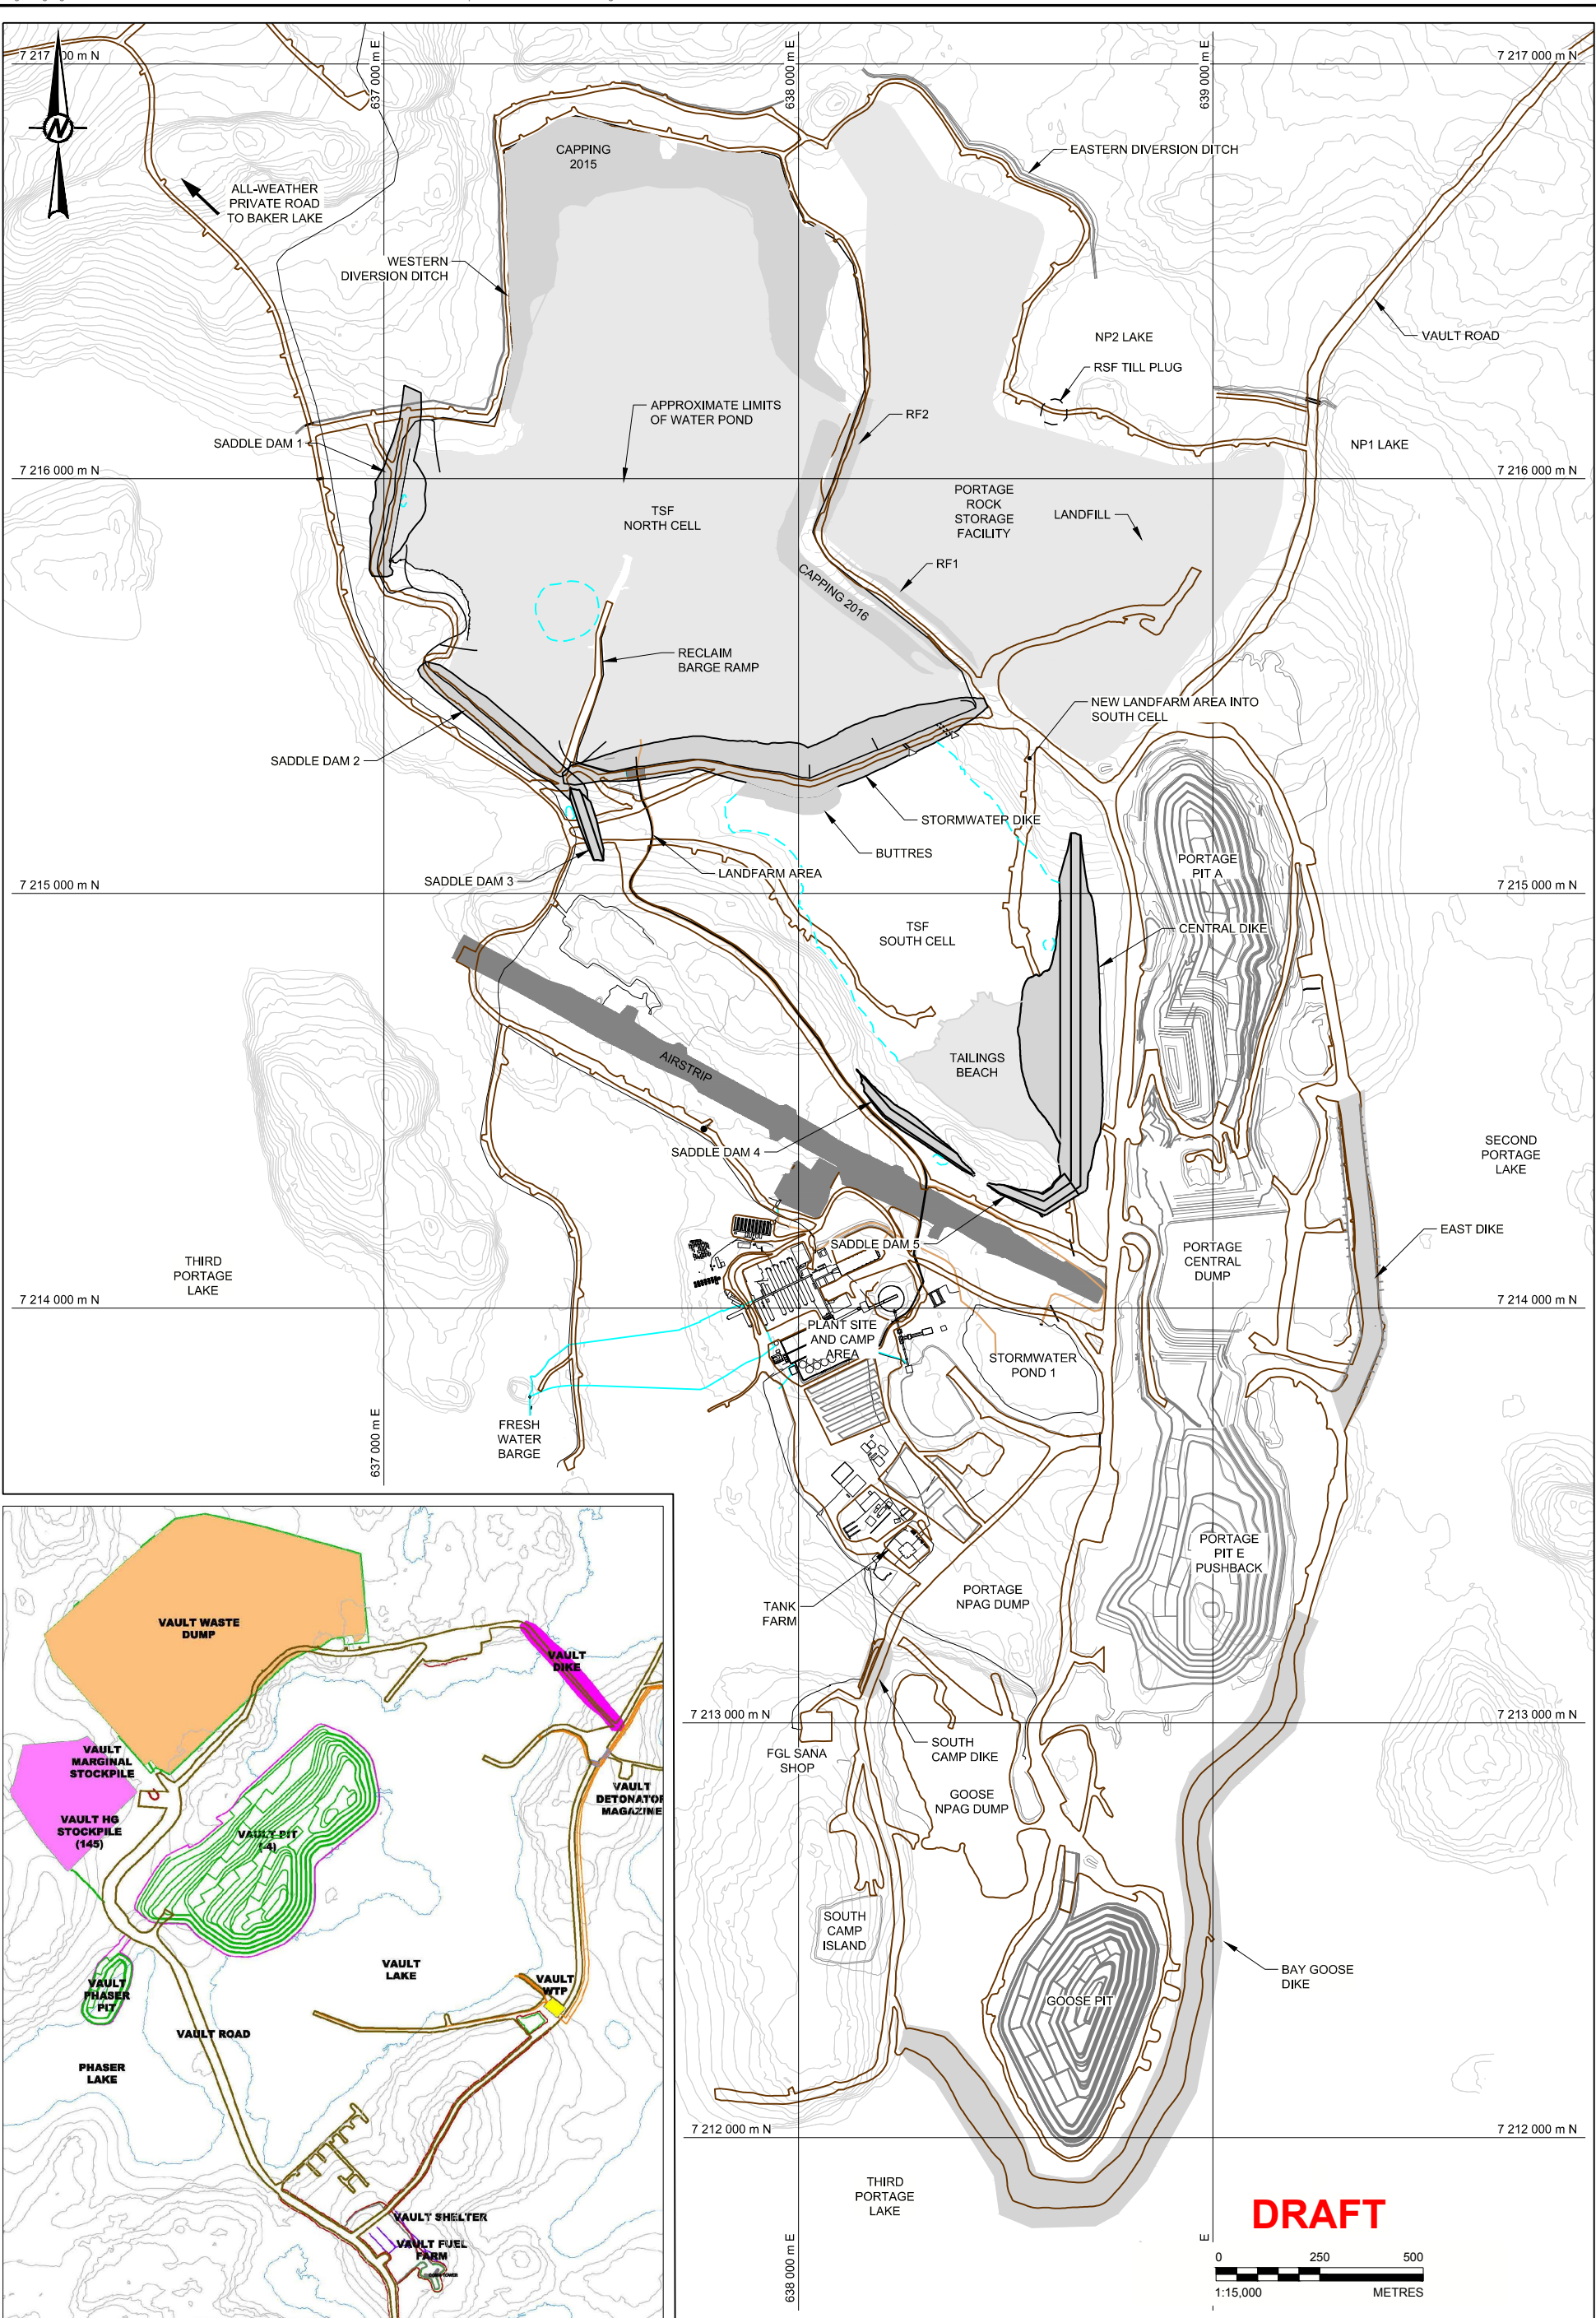 7 217 000 m N
637 000 m E
638 000 m E
639 000 m E
7 217 000 m N
N
CAPPING
2015
EASTERN DIVERSION DITCH
ALL-WEATHER
PRIVATE ROAD
TO BAKER LAKE
WESTERN
DIVERSION DITCH
NP2 LAKE
VAULT ROAD
RSF TILL PLUG
APPROXIMATE LIMITS
OF WATER POND
RF2
SADDLE DAM 1
NP1 LAKE
7 216 000 m N
7 216 000 m N
PORTAGE
ROCK
STORAGE
FACILITY
LANDFILL
TSF
NORTH CELL
RF1
CAPPING 2016
RECLAIM
BARGE RAMP
NEW LANDFARM AREA INTO
SOUTH CELL
SADDLE DAM 2
STORMWATER DIKE
BUTTRES
PORTAGE
PIT A
LANDFARM AREA
SADDLE DAM 3
7 215 000 m N
7 215 000 m N
TSF
SOUTH CELL
CENTRAL DIKE
AIRSTRIP
TAILINGS
BEACH
SADDLE DAM 4
SECOND
PORTAGE
LAKE
EAST DIKE
SADDLE DAM 5
PORTAGE
CENTRAL
DUMP
THIRD
PORTAGE
LAKE
7 214 000 m N
7 214 000 m N
PLANT SITE
AND CAMP
AREA
STORMWATER
POND 1
637 000 m E
FRESH
WATER
BARGE
PORTAGE
PIT E
PUSHBACK
PORTAGE
NPAG DUMP
TANK
FARM
7 213 000 m N
7 213 000 m N
FGL SANA
SHOP
SOUTH
CAMP DIKE
GOOSE
NPAG DUMP
SOUTH
CAMP
ISLAND
BAY GOOSE
DIKE
GOOSE PIT
7 212 000 m N
7 212 000 m N
THIRD
PORTAGE
LAKE
638 000 m E
E
DRAFT
0 250 500
1:15,000 METRES
VAULT WASTE
DUMP
VAULT
DIKE
VAULT
MARGINAL
STOCKPILE
VAULT
DETONATOR
MAGAZINE
VAULT HG
STOCKPILE
(145)
VAULT PIT
(-4)
VAULT
LAKE
VAULT
WTP
VAULT
PHASER
PIT
VAULT ROAD
PHASER
LAKE
VAULT SHELTER
VAULT FUEL
FARM